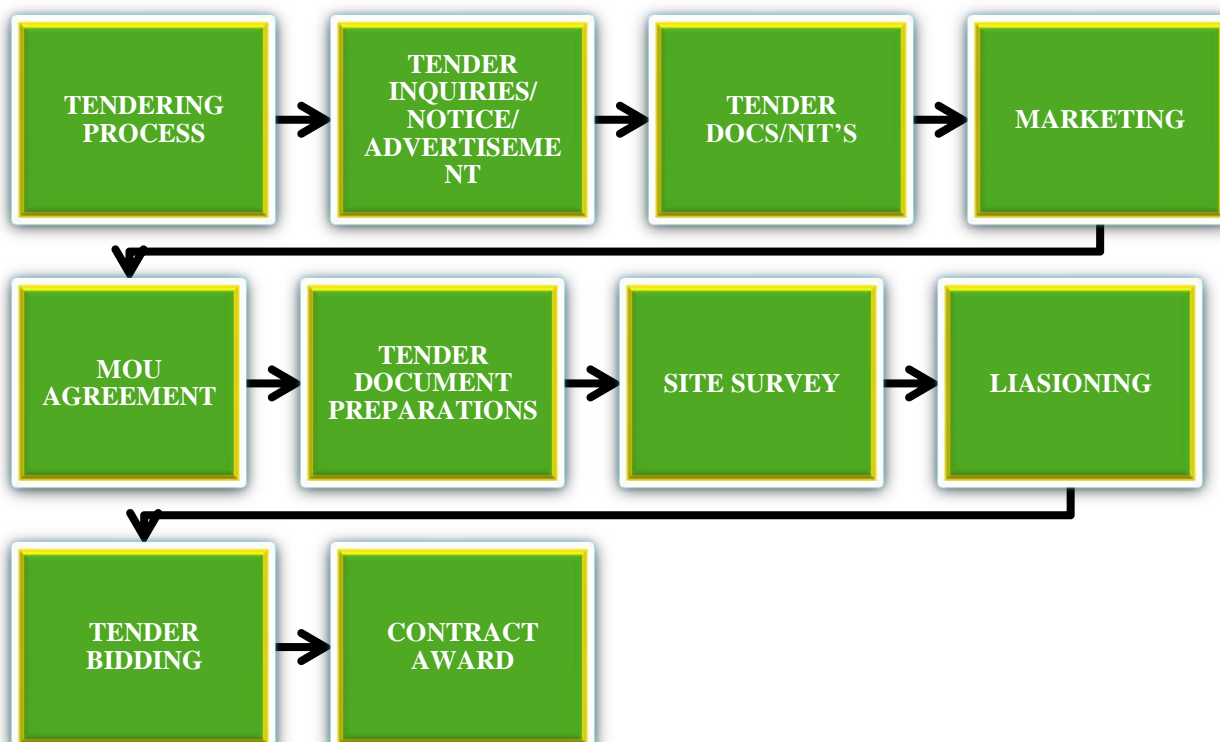 TENDERING
PROCESS
TENDER
INQUIRIES/
NOTICE/
ADVERTISEME
NT
TENDER
DOCS/NIT’S
MARKETING
MOU
AGREEMENT
TENDER
DOCUMENT
PREPARATIONS
SITE SURVEY
LIASIONING
TENDER
BIDDING
CONTRACT
AWARD